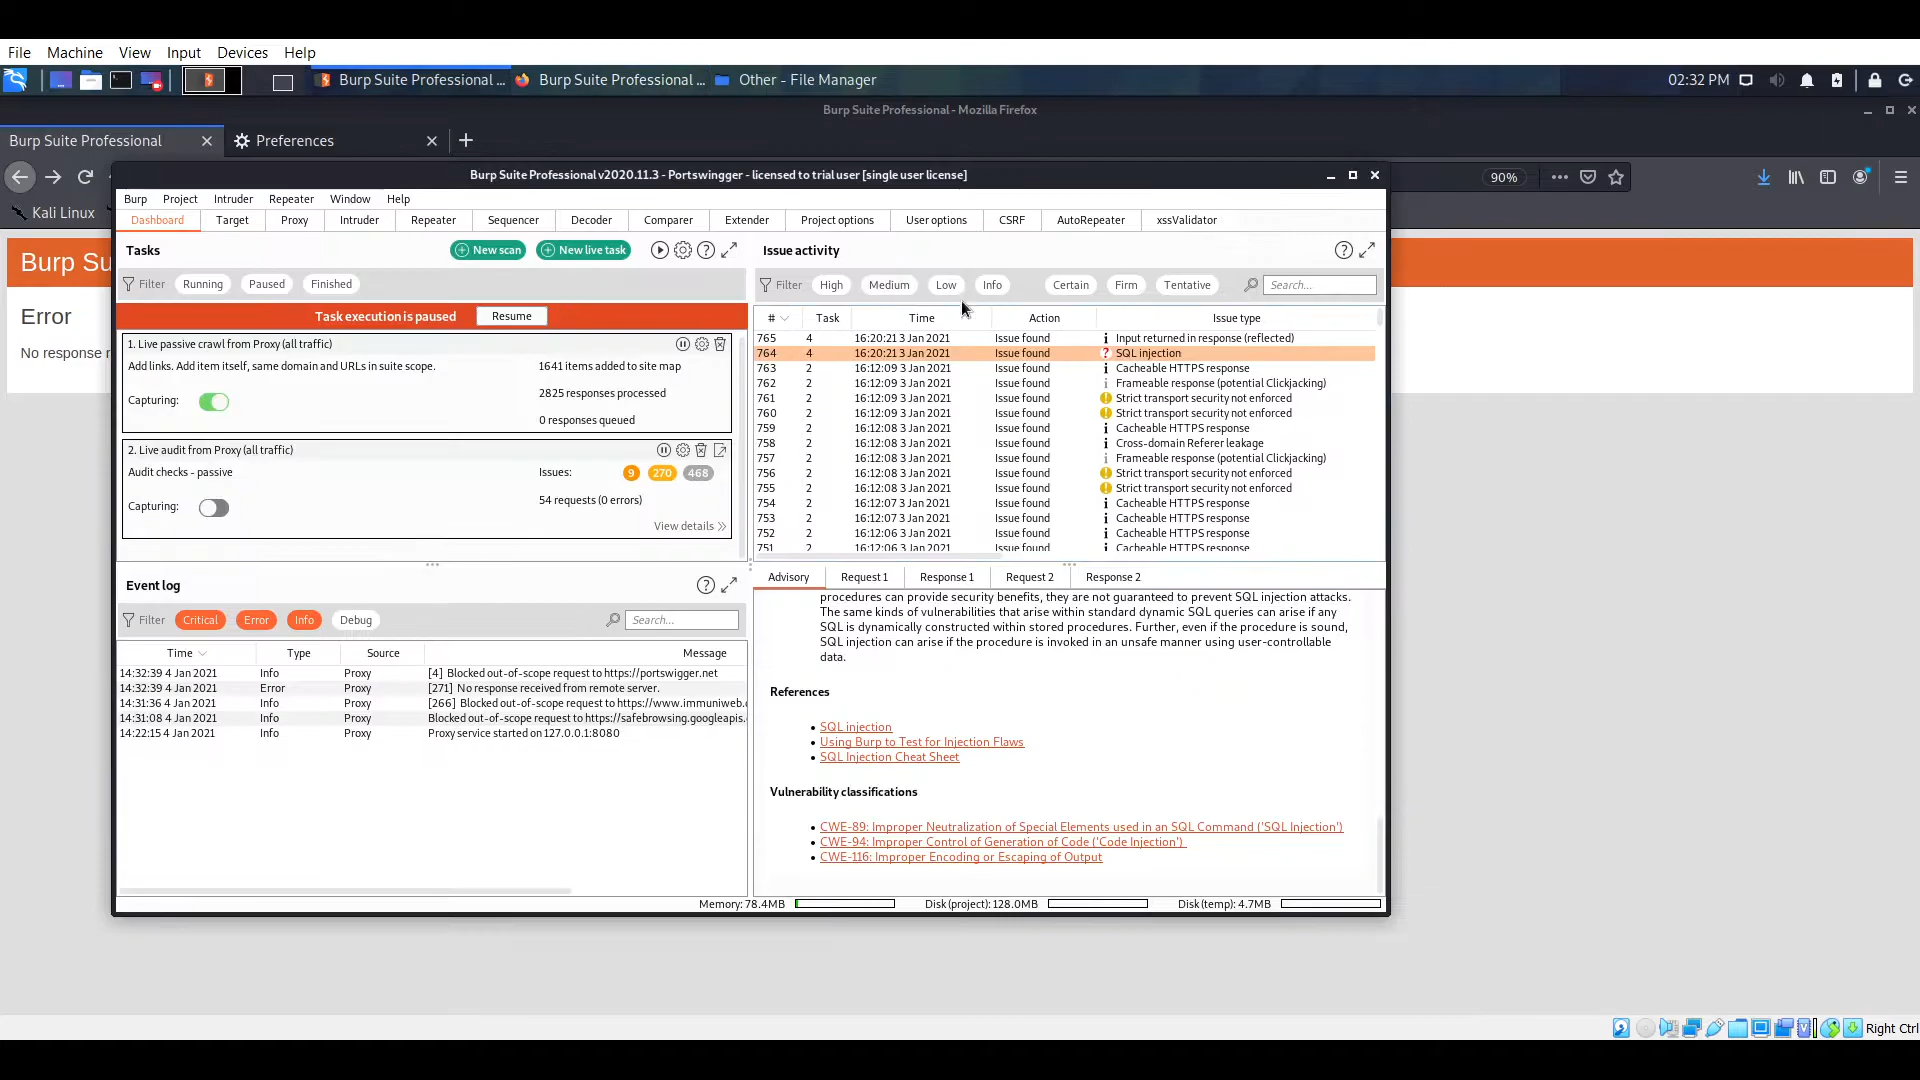 File Machine View Input Devices Help
Burp Suite Professional ... Burp Suite Professional ... Other - File Manager 02:32 PM
Burp Suite Professional - Mozilla Firefox
Burp Suite Professional Preferences
90%
Kali Linux
Burp Su
Error
No response r
Burp Suite Professional v2020.11.3 - Portswingger - licensed to trial user [single user license]
Burp Project Intruder Repeater Window Help
Dashboard Target Proxy Intruder Repeater Sequencer Decoder Comparer Extender Project options User options CSRF AutoRepeater xssValidator
Tasks New scan New live task
Filter Running Paused Finished
Task execution is paused Resume
1. Live passive crawl from Proxy (all traffic)
Add links. Add item itself, same domain and URLs in suite scope. 1641 items added to site map
2825 responses processed
Capturing:
0 responses queued
2. Live audit from Proxy (all traffic)
Audit checks - passive Issues: 9 270 468
Capturing: 54 requests (0 errors)
View details
Issue activity
Filter High Medium Low Info Certain Firm Tentative Search...
# Task Time Action Issue type
765 4 16:20:21 3 Jan 2021 Issue found Input returned in response (reflected)
764 4 16:20:21 3 Jan 2021 Issue found SQL injection
763 2 16:12:09 3 Jan 2021 Issue found Cacheable HTTPS response
762 2 16:12:09 3 Jan 2021 Issue found Frameable response (potential Clickjacking)
761 2 16:12:09 3 Jan 2021 Issue found Strict transport security not enforced
760 2 16:12:09 3 Jan 2021 Issue found Strict transport security not enforced
759 2 16:12:08 3 Jan 2021 Issue found Cacheable HTTPS response
758 2 16:12:08 3 Jan 2021 Issue found Cross-domain Referer leakage
757 2 16:12:08 3 Jan 2021 Issue found Frameable response (potential Clickjacking)
756 2 16:12:08 3 Jan 2021 Issue found Strict transport security not enforced
755 2 16:12:08 3 Jan 2021 Issue found Strict transport security not enforced
754 2 16:12:07 3 Jan 2021 Issue found Cacheable HTTPS response
753 2 16:12:07 3 Jan 2021 Issue found Cacheable HTTPS response
752 2 16:12:06 3 Jan 2021 Issue found Cacheable HTTPS response
751 2 16:12:06 3 Jan 2021 Issue found Cacheable HTTPS response
Event log
Filter Critical Error Info Debug Search...
Time Type Source Message
14:32:39 4 Jan 2021 Info Proxy [4] Blocked out-of-scope request to https://portswigger.net
14:32:39 4 Jan 2021 Error Proxy [271] No response received from remote server.
14:31:36 4 Jan 2021 Info Proxy [266] Blocked out-of-scope request to https://www.immuniweb.c
14:31:08 4 Jan 2021 Info Proxy Blocked out-of-scope request to https://safebrowsing.googleapis.
14:22:15 4 Jan 2021 Info Proxy Proxy service started on 127.0.0.1:8080
Advisory Request 1 Response 1 Request 2 Response 2
procedures can provide security benefits, they are not guaranteed to prevent SQL injection attacks.
The same kinds of vulnerabilities that arise within standard dynamic SQL queries can arise if any
SQL is dynamically constructed within stored procedures. Further, even if the procedure is sound,
SQL injection can arise if the procedure is invoked in an unsafe manner using user-controllable
data.
References
SQL injection
Using Burp to Test for Injection Flaws
SQL Injection Cheat Sheet
Vulnerability classifications
CWE-89: Improper Neutralization of Special Elements used in an SQL Command ('SQL Injection')
CWE-94: Improper Control of Generation of Code ('Code Injection')
CWE-116: Improper Encoding or Escaping of Output
Memory: 78.4MB Disk (project): 128.0MB Disk (temp): 4.7MB
Right Ctrl